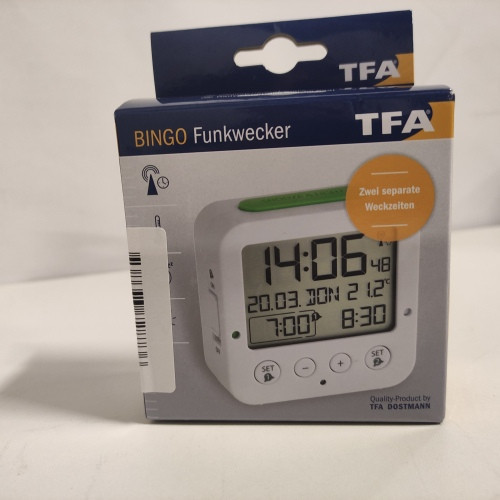 TFA
BINGO Funkwecker
TFA
Zwei separate
Weckzeiten
14:06 48
20.03. DON 21.2°C
7:00 8:30
SET - + SET
Quality-Product by
TFA DOSTMANN